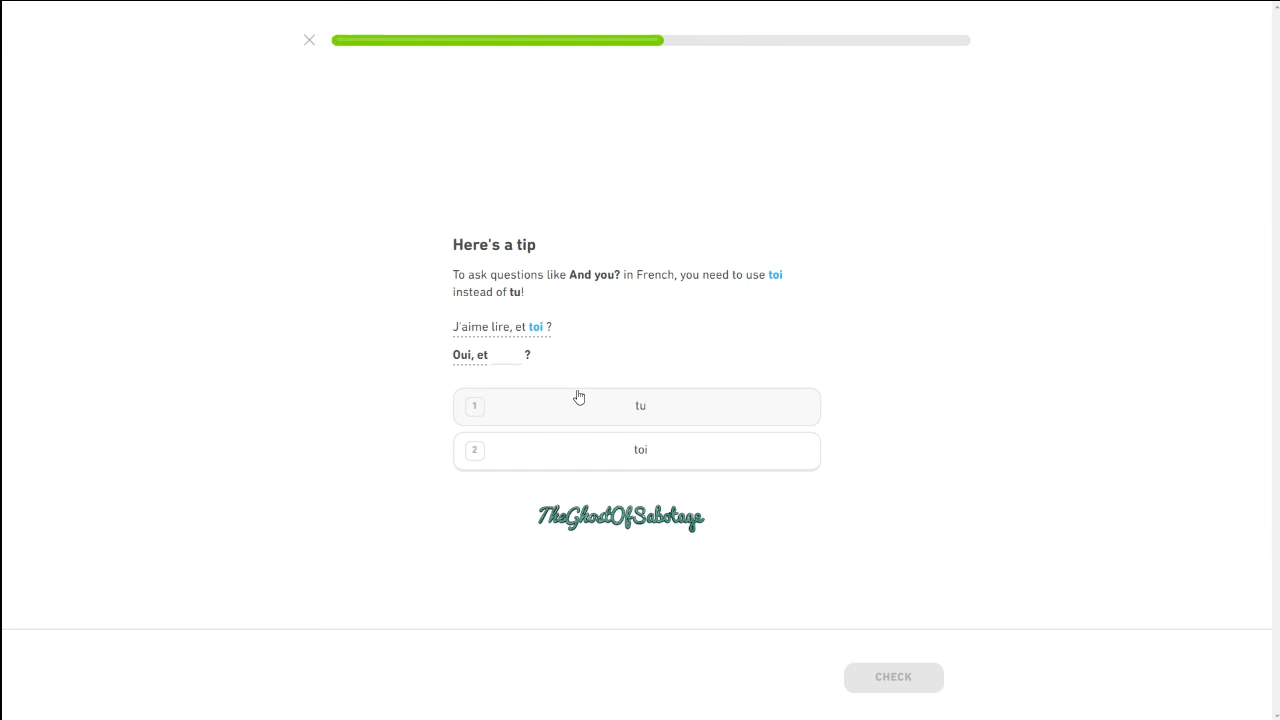 Here's a tip
To ask questions like And you? in French, you need to use toi
instead of tu!
J'aime lire, et toi ?
Oui, et ?
1 tu
2 toi
TheGhostOfSabotage
CHECK